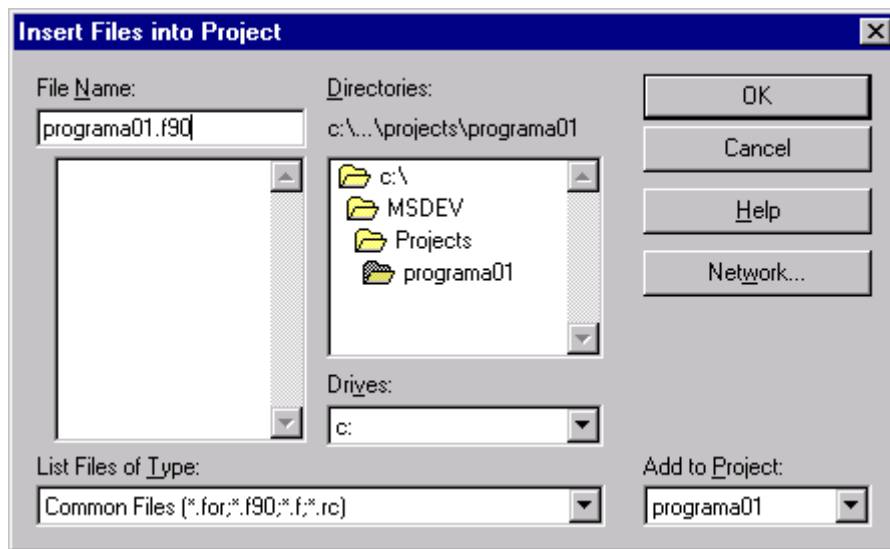 Insert Files into Project
File Name:
programa01.f90
Directories:
c:\...\projects\programa01
c:\
MSDEV
Projects
programa01
Drives:
c:
List Files of Type:
Common Files (*.for;*.f90;*.f;*.rc)
OK
Cancel
Help
Network...
Add to Project:
programa01